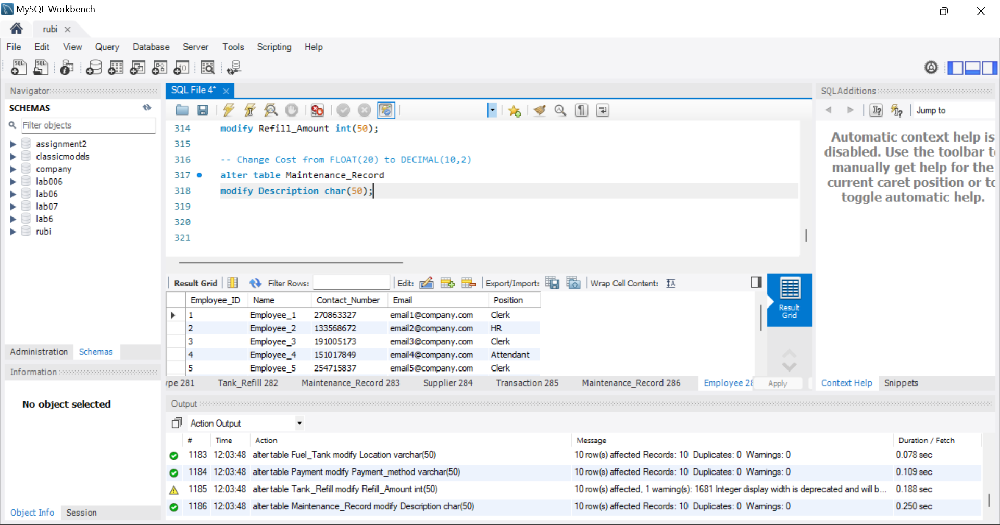 MySQL Workbench
rubi
File Edit View Query Database Server Tools Scripting Help
Navigator
SCHEMAS
Filter objects
assignment2
classicmodels
company
lab006
lab06
lab07
lab6
rubi
Administration Schemas
Information
No object selected
Object Info Session
SQL File 4*
314 modify Refill_Amount int(50);
315
316 -- Change Cost from FLOAT(20) to DECIMAL(10,2)
317 alter table Maintenance_Record
318 modify Description char(50);
319
320
321
Result Grid Filter Rows: Edit: Export/Import: Wrap Cell Content:
Employee_ID Name Contact_Number Email Position
1 Employee_1 270863327 email1@company.com Clerk
2 Employee_2 133568672 email2@company.com HR
3 Employee_3 191005173 email3@company.com Clerk
4 Employee_4 151017849 email4@company.com Attendant
5 Employee_5 254715837 email5@company.com Clerk
Result
Grid
ype 281 Tank_Refill 282 Maintenance_Record 283 Supplier 284 Transaction 285 Maintenance_Record 286 Employee 28 Apply
SQLAdditions
Jump to
Automatic context help is
disabled. Use the toolbar to
manually get help for the
current caret position or to
toggle automatic help.
Context Help Snippets
Output
Action Output
# Time Action Message Duration / Fetch
1183 12:03:48 alter table Fuel_Tank modify Location varchar(50) 10 row(s) affected Records: 10 Duplicates: 0 Warnings: 0 0.078 sec
1184 12:03:48 alter table Payment modify Payment_method varchar(50) 10 row(s) affected Records: 10 Duplicates: 0 Warnings: 0 0.109 sec
1185 12:03:48 alter table Tank_Refill modify Refill_Amount int(50) 10 row(s) affected, 1 warning(s): 1681 Integer display width is deprecated and will b... 0.188 sec
1186 12:03:48 alter table Maintenance_Record modify Description char(50) 10 row(s) affected Records: 10 Duplicates: 0 Warnings: 0 0.250 sec